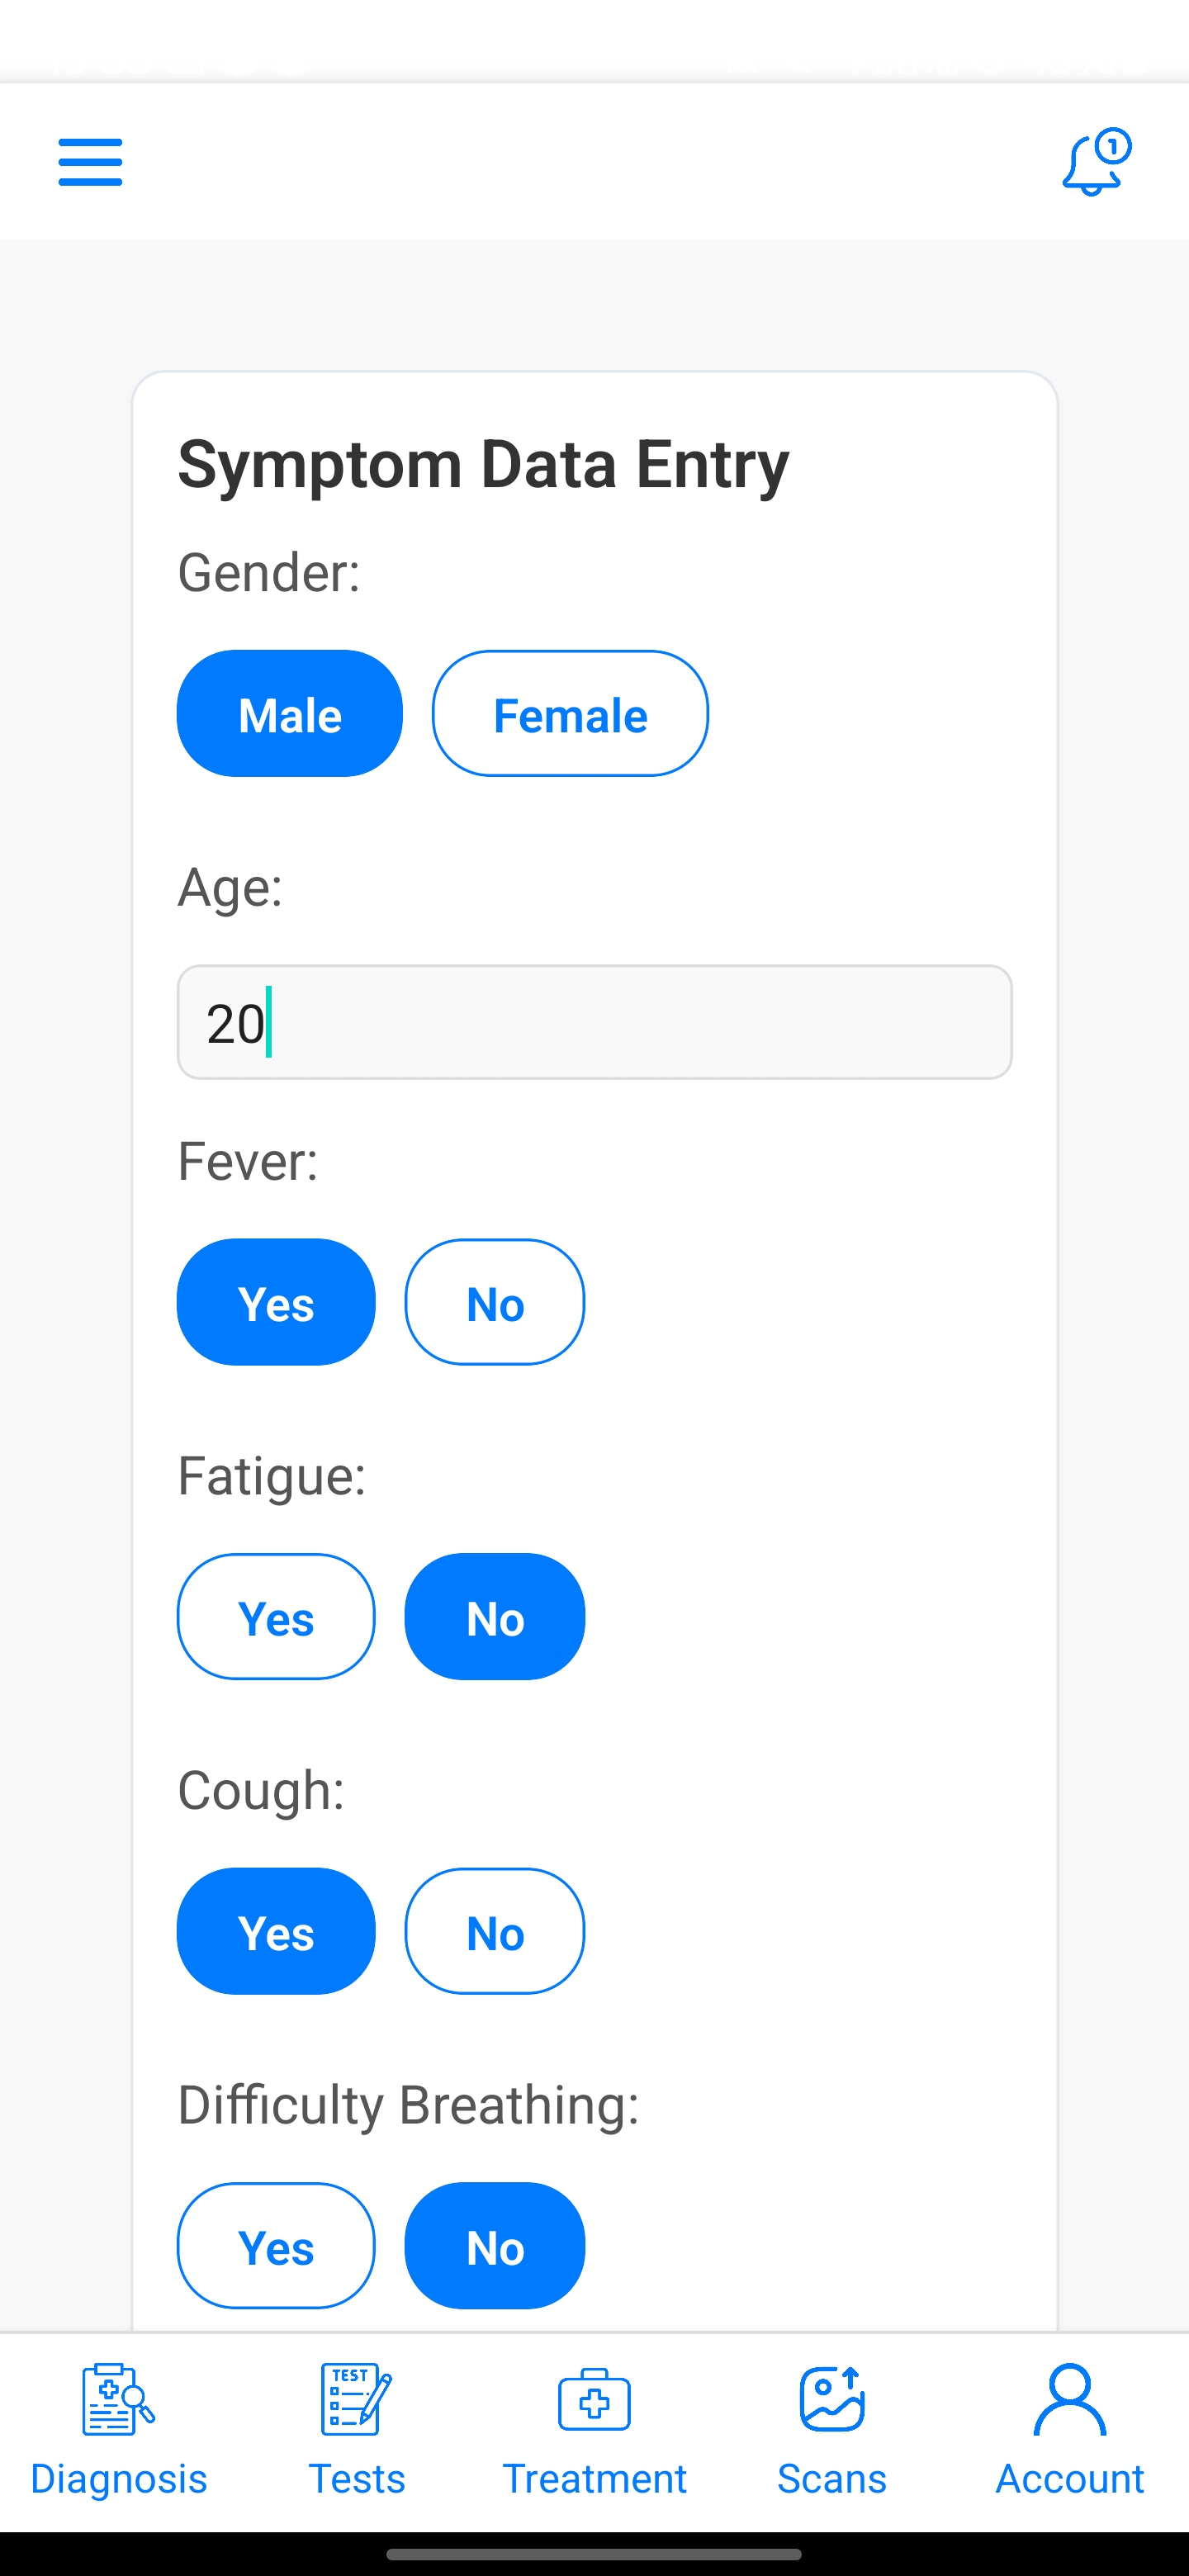 1
Symptom Data Entry
Gender:
Male Female
Age:
20
Fever:
Yes No
Fatigue:
Yes No
Cough:
Yes No
Difficulty Breathing:
Yes No
TEST
Diagnosis Tests Treatment Scans Account